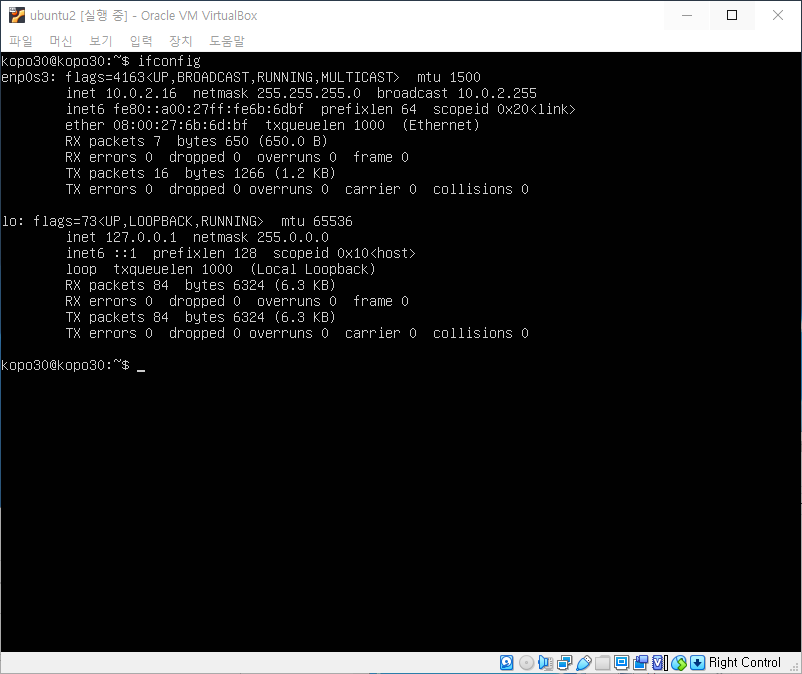 ubuntu2 [실행 중] - Oracle VM VirtualBox
파일 머신 보기 입력 장치 도움말
kopo30@kopo30:~$ ifconfig
enp0s3: flags=4163<UP,BROADCAST,RUNNING,MULTICAST>  mtu 1500
        inet 10.0.2.16  netmask 255.255.255.0  broadcast 10.0.2.255
        inet6 fe80::a00:27ff:fe6b:6dbf  prefixlen 64  scopeid 0x20<link>
        ether 08:00:27:6b:6d:bf  txqueuelen 1000  (Ethernet)
        RX packets 7  bytes 650 (650.0 B)
        RX errors 0  dropped 0  overruns 0  frame 0
        TX packets 16  bytes 1266 (1.2 KB)
        TX errors 0  dropped 0 overruns 0  carrier 0  collisions 0
lo: flags=73<UP,LOOPBACK,RUNNING>  mtu 65536
        inet 127.0.0.1  netmask 255.0.0.0
        inet6 ::1  prefixlen 128  scopeid 0x10<host>
        loop  txqueuelen 1000  (Local Loopback)
        RX packets 84  bytes 6324 (6.3 KB)
        RX errors 0  dropped 0  overruns 0  frame 0
        TX packets 84  bytes 6324 (6.3 KB)
        TX errors 0  dropped 0 overruns 0  carrier 0  collisions 0
kopo30@kopo30:~$ _
Right Control